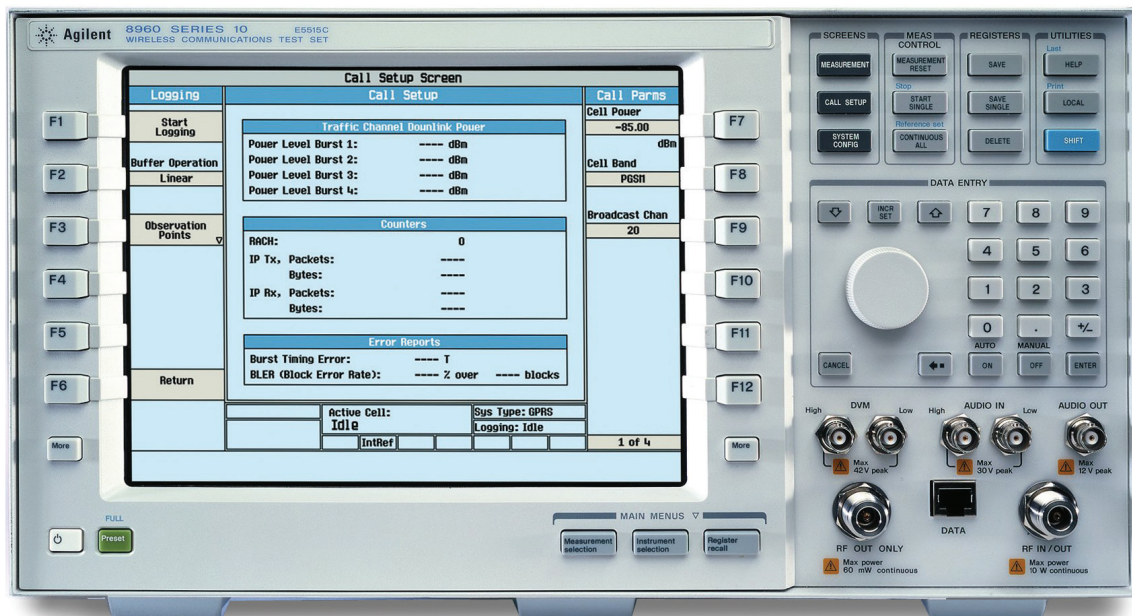 Agilent
8960 SERIES 10 E5515C
WIRELESS COMMUNICATIONS TEST SET
Call Setup Screen
Logging
Call Setup
Call Parms
F1
F2
F3
F4
F5
F6
More
Start
Logging
Buffer Operation
Linear
Observation
Points
Return
Traffic Channel Downlink Power
Power Level Burst 1: ---- dBm
Power Level Burst 2: ---- dBm
Power Level Burst 3: ---- dBm
Power Level Burst 4: ---- dBm
Counters
RACH: 0
IP Tx, Packets: ----
Bytes: ----
IP Rx, Packets: ----
Bytes: ----
Error Reports
Burst Timing Error: ---- T
BLER (Block Error Rate): ---- % over ---- blocks
Active Cell:
Idle
Sys Type: GPRS
Logging: Idle
IntRef
Cell Power
-85.00
dBm
Cell Band
PGSM
Broadcast Chan
20
1 of 4
F7
F8
F9
F10
F11
F12
More
FULL
Preset
MAIN MENUS
Measurement
selection
Instrument
selection
Register
recall
SCREENS
MEASUREMENT
CALL SETUP
SYSTEM
CONFIG
MEAS
CONTROL
MEASUREMENT
RESET
Stop
START
SINGLE
Reference set
CONTINUOUS
ALL
REGISTERS
SAVE
SAVE
SINGLE
DELETE
UTILITIES
Last
HELP
Print
LOCAL
SHIFT
DATA ENTRY
INCR
SET
7 8 9
4 5 6
1 2 3
0 . +/-
AUTO MANUAL
CANCEL
ON OFF ENTER
High DVM Low
Max
42 V peak
High AUDIO IN Low
Max
30 V peak
AUDIO OUT
Max
12 V peak
RF OUT ONLY
Max power
60 mW continuous
DATA
RF IN/OUT
Max power
10 W continuous